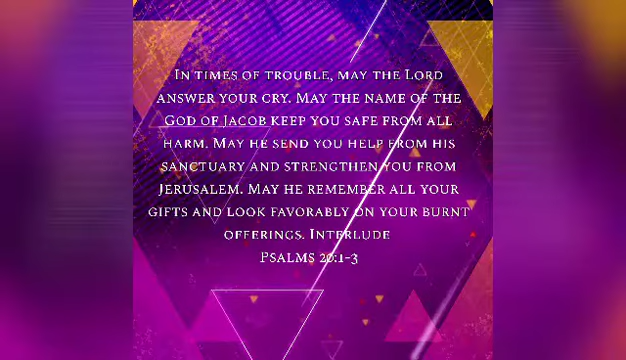 In times of trouble, may the Lord
answer your cry. May the name of the
God of Jacob keep you safe from all
harm. May he send you help from his
sanctuary and strengthen you from
Jerusalem. May he remember all your
gifts and look favorably on your burnt
offerings. Interlude
Psalms 20:1-3